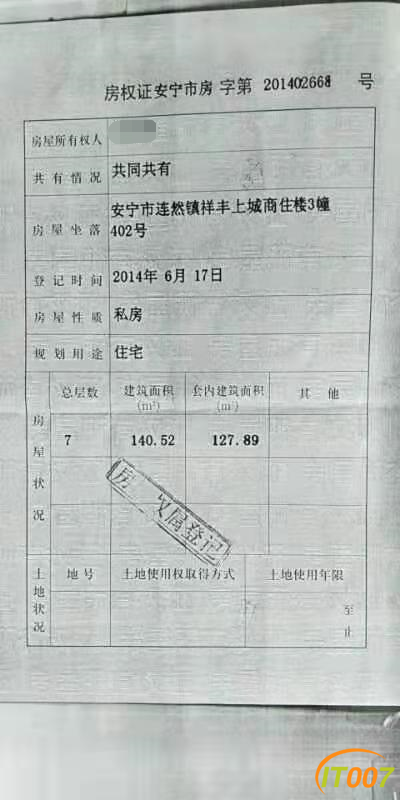 房权证安宁市房 字第 201402668 号
房屋所有权人
共有情况 共同共有
房屋坐落 安宁市连然镇祥丰上城商住楼3幢
402号
登记时间 2014年 6月 17日
房屋性质 私房
规划用途 住宅
房屋状况 总层数 建筑面积 套内建筑面积 其 他
(m²) (m²)
7 140.52 127.89
房 权属登记
土地状况 地号 土地使用权取得方式 土地使用年限
至
止
IT007